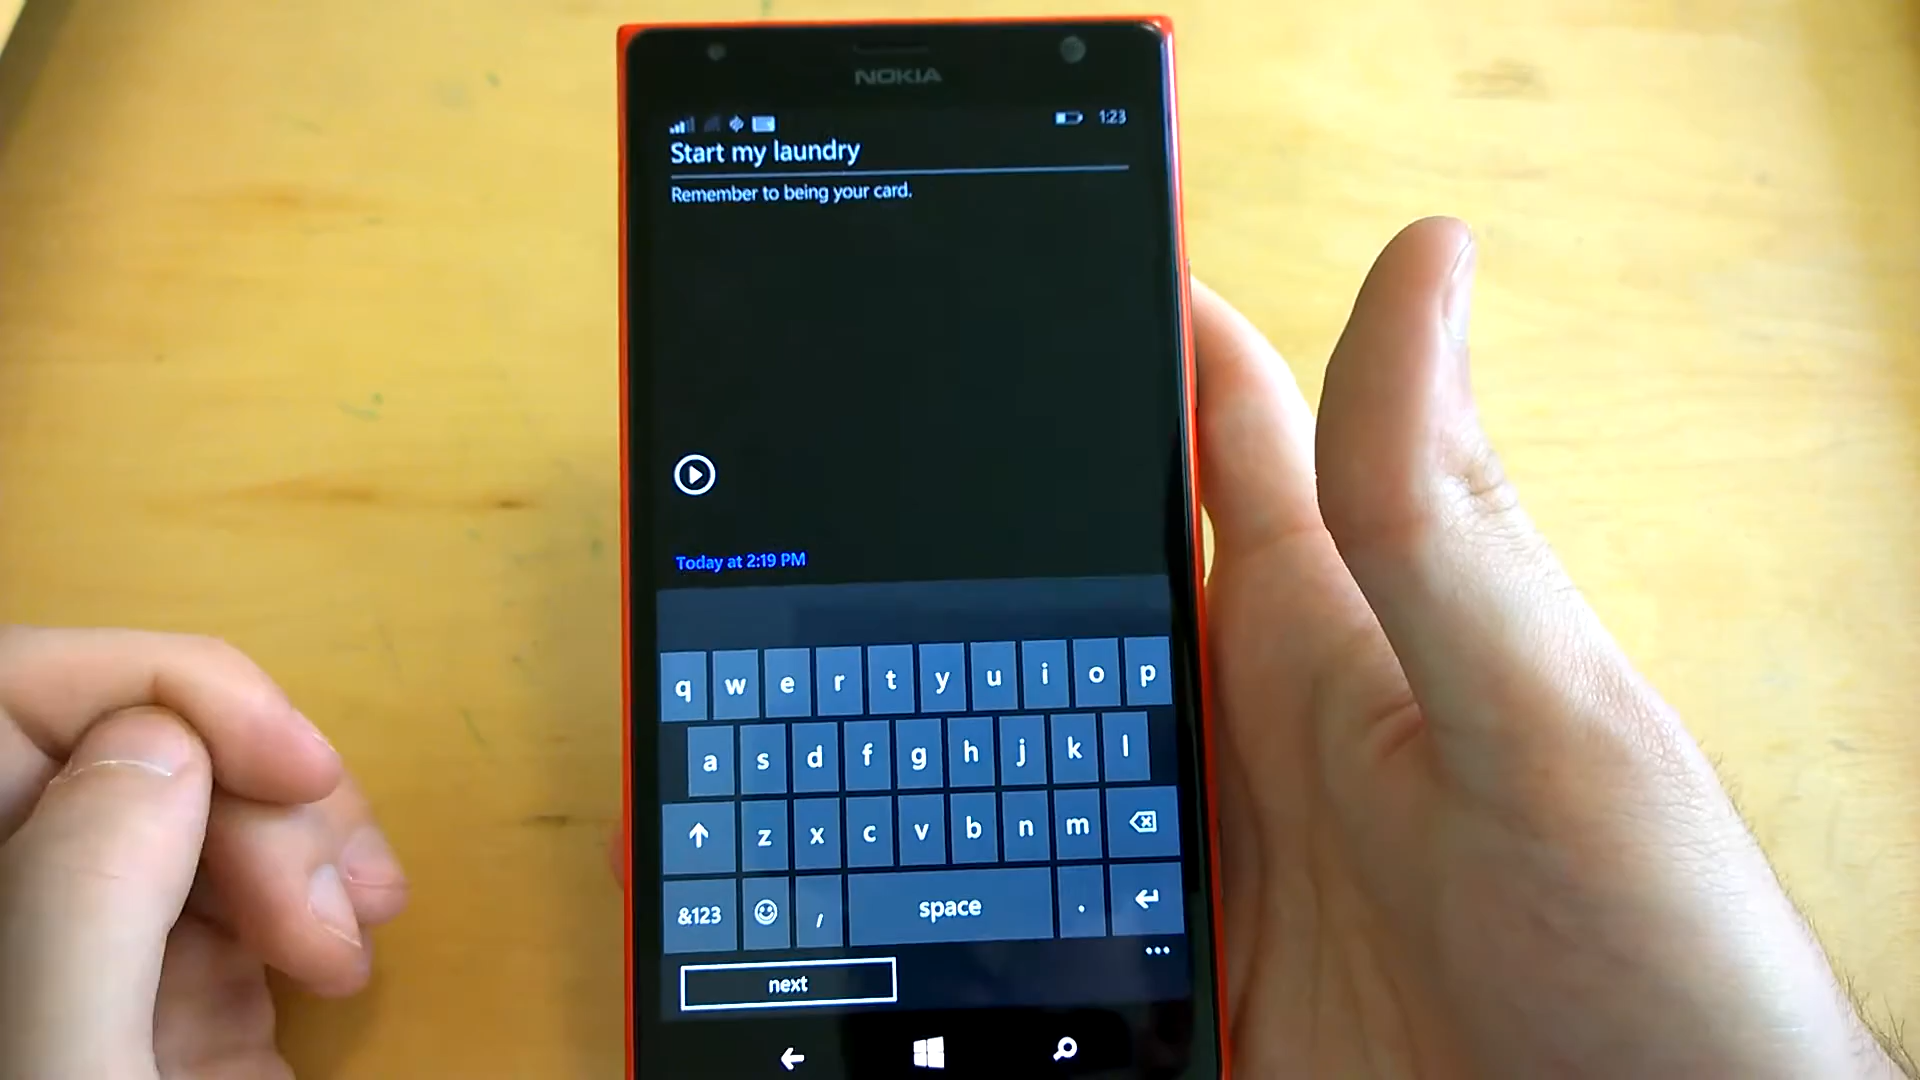 NOKIA
1:23
Start my laundry
Remember to being your card.
Today at 2:19 PM
q w e r t y u i o p
a s d f g h j k l
z x c v b n m
&123 , space .
next